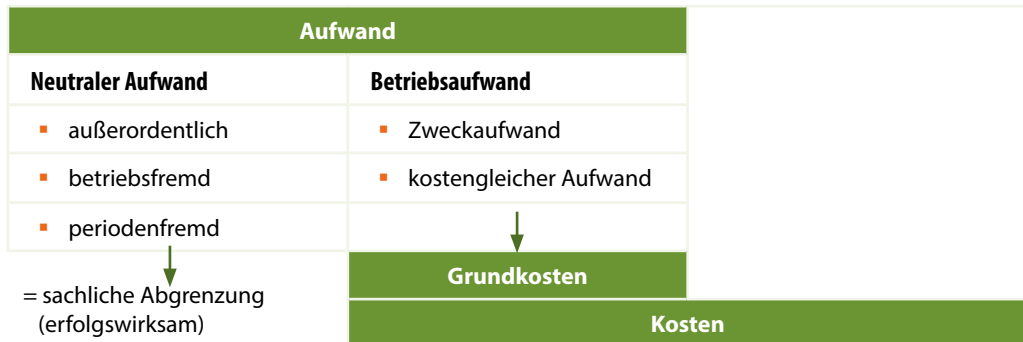 Aufwand
Neutraler Aufwand
Betriebsaufwand
außerordentlich
Zweckaufwand
betriebsfremd
kostengleicher Aufwand
periodenfremd
= sachliche Abgrenzung
(erfolgswirksam)
Grundkosten
Kosten